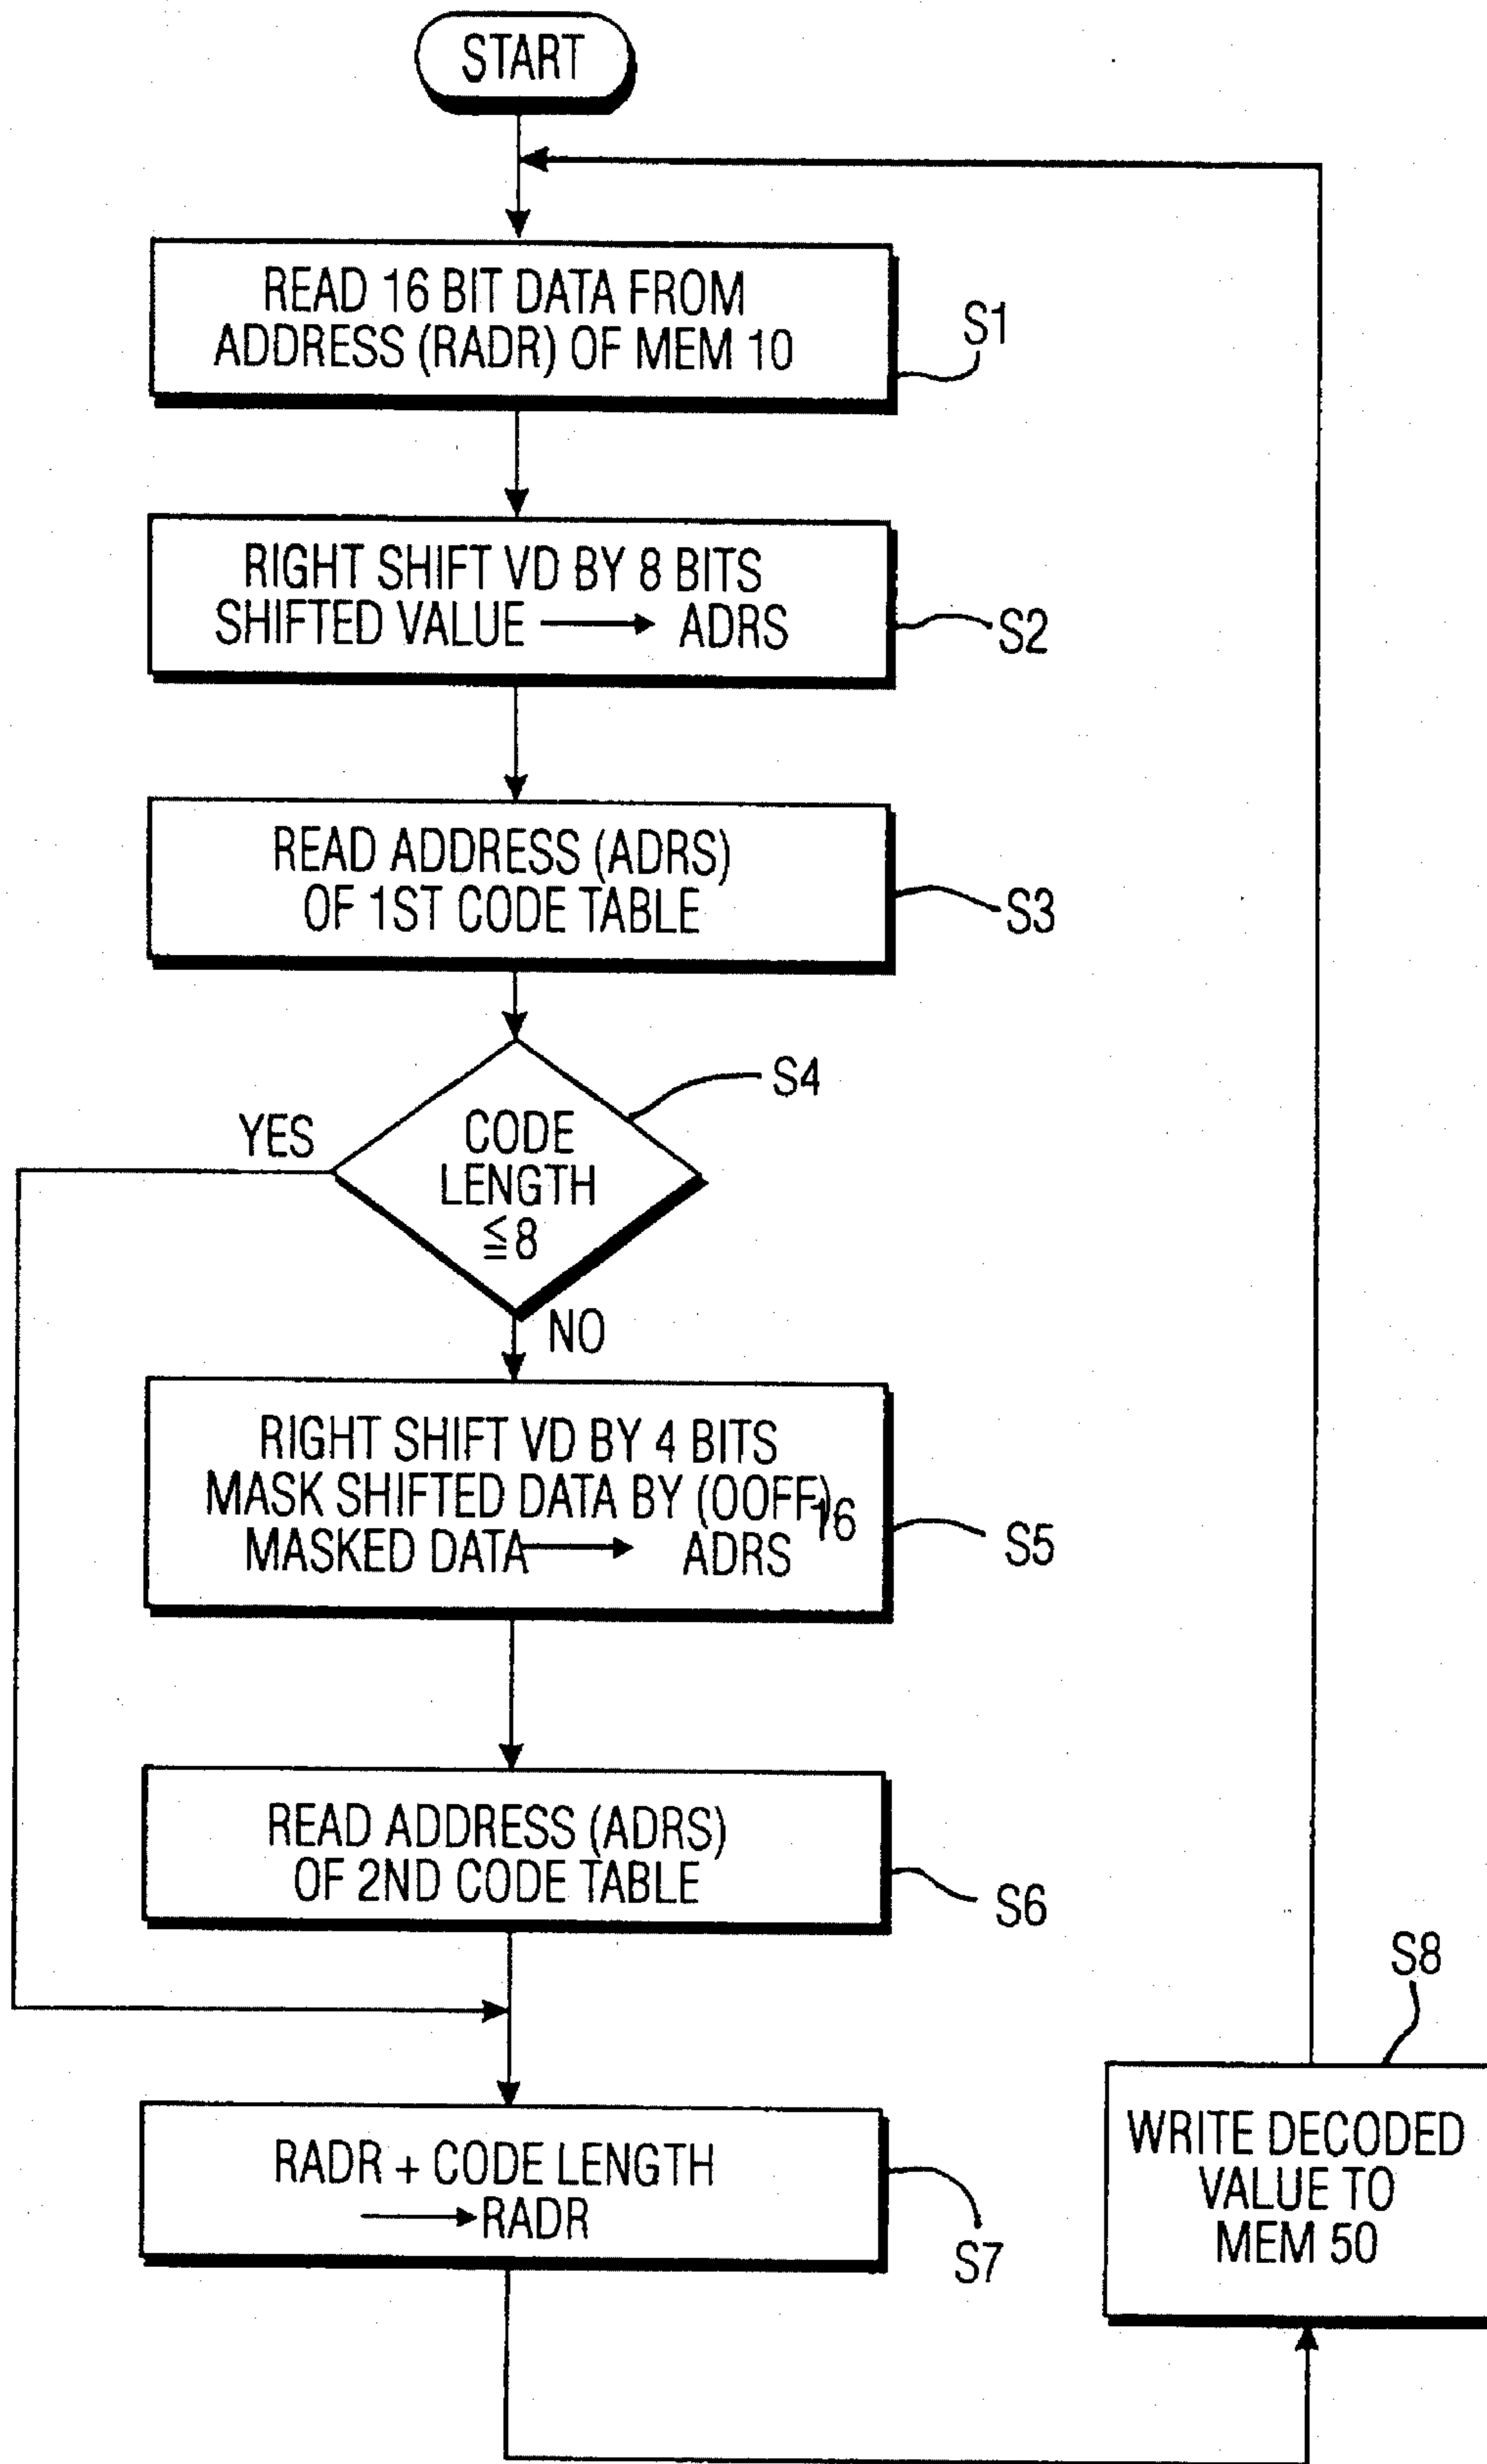 START
READ 16 BIT DATA FROM
ADDRESS (RADR) OF MEM 10
S1
RIGHT SHIFT VD BY 8 BITS
SHIFTED VALUE → ADRS
S2
READ ADDRESS (ADRS)
OF 1ST CODE TABLE
S3
S4
YES
CODE
LENGTH
≦8
NO
RIGHT SHIFT VD BY 4 BITS
MASK SHIFTED DATA BY (00FF)16
MASKED DATA → ADRS
S5
READ ADDRESS (ADRS)
OF 2ND CODE TABLE
S6
RADR + CODE LENGTH
→ RADR
S7
S8
WRITE DECODED
VALUE TO
MEM 50